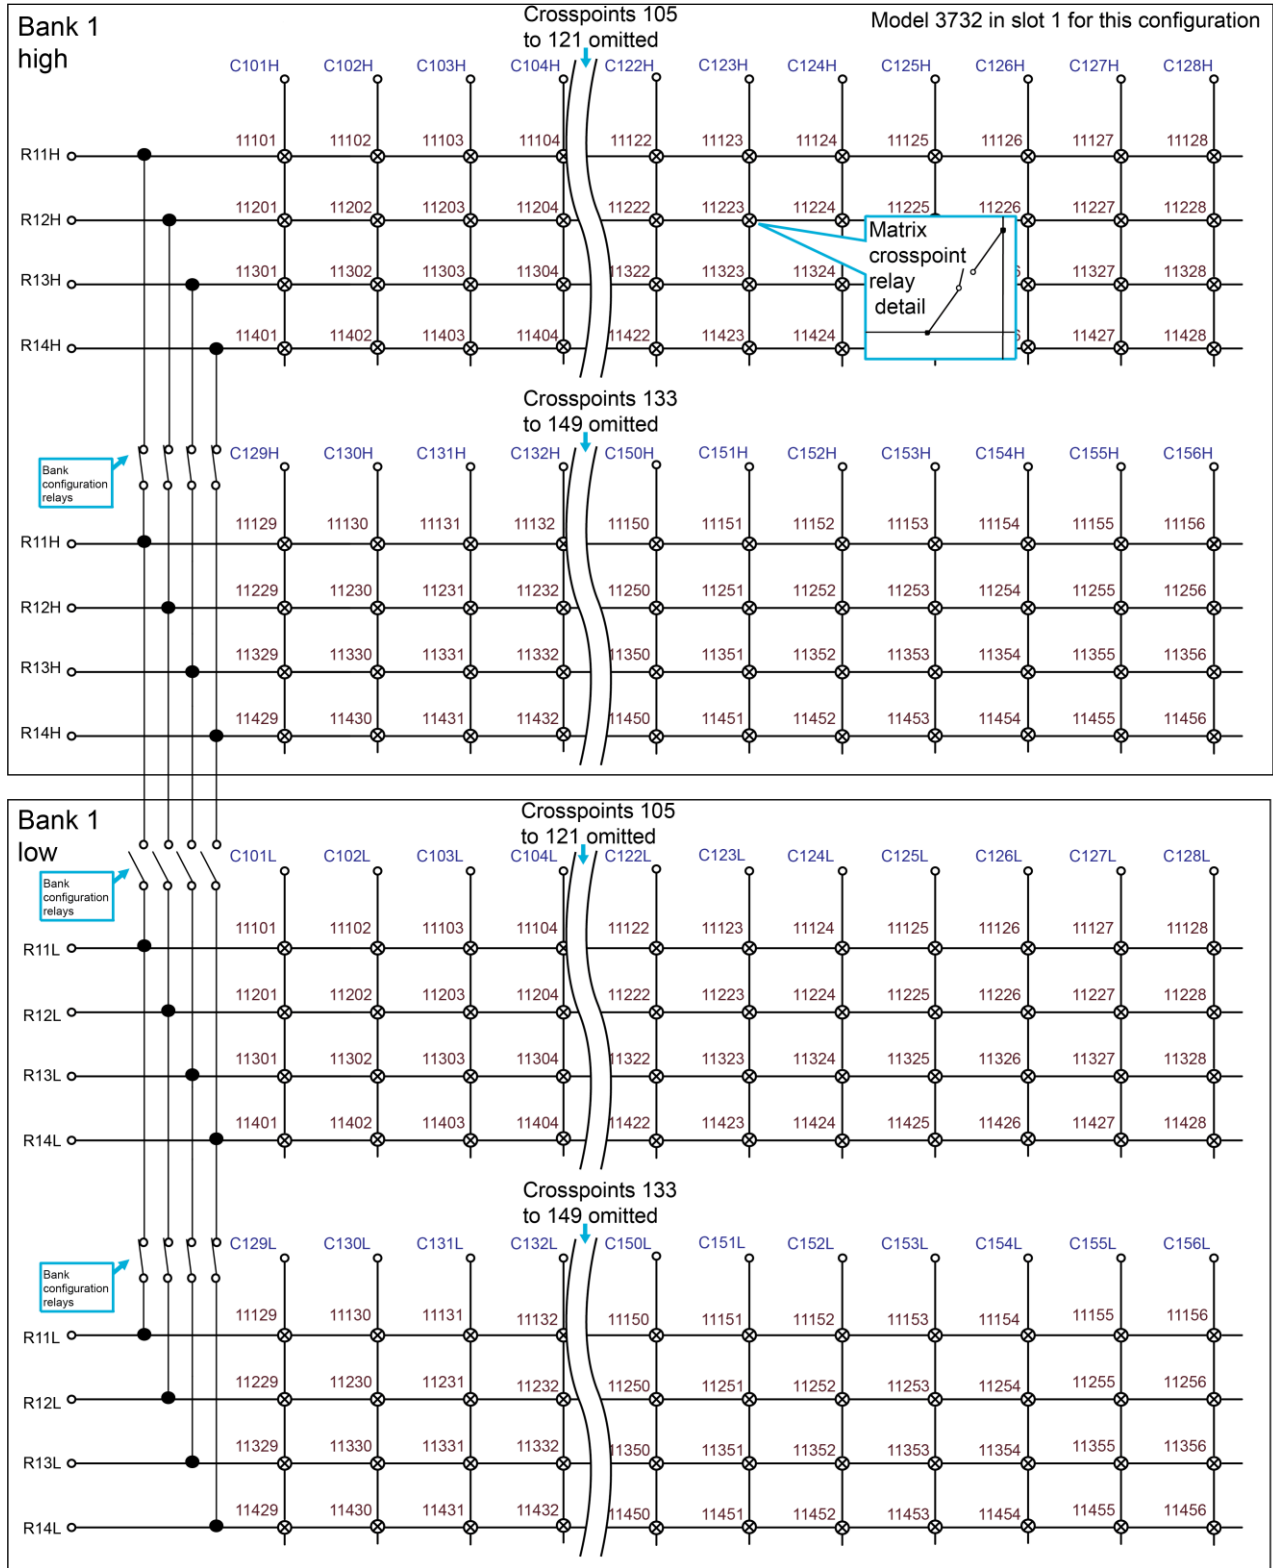 Bank 1
high
Crosspoints 105
to 121 omitted
Model 3732 in slot 1 for this configuration
C101H C102H C103H C104H C122H C123H C124H C125H C126H C127H C128H
11101 11102 11103 11104 11122 11123 11124 11125 11126 11127 11128
R11H
11201 11202 11203 11204 11222 11223 11224 11225 11226 11227 11228
R12H
Matrix
crosspoint
relay
detail
11301 11302 11303 11304 11322 11323 11324 11327 11328
R13H
11401 11402 11403 11404 11422 11423 11424 11427 11428
R14H
Crosspoints 133
to 149 omitted
Bank
configuration
relays
C129H C130H C131H C132H C150H C151H C152H C153H C154H C155H C156H
11129 11130 11131 11132 11150 11151 11152 11153 11154 11155 11156
R11H
11229 11230 11231 11232 11250 11251 11252 11253 11254 11255 11256
R12H
11329 11330 11331 11332 11350 11351 11352 11353 11354 11355 11356
R13H
11429 11430 11431 11432 11450 11451 11452 11453 11454 11455 11456
R14H
Bank 1
low
Crosspoints 105
to 121 omitted
Bank
configuration
relays
C101L C102L C103L C104L C122L C123L C124L C125L C126L C127L C128L
11101 11102 11103 11104 11122 11123 11124 11125 11126 11127 11128
R11L
11201 11202 11203 11204 11222 11223 11224 11225 11226 11227 11228
R12L
11301 11302 11303 11304 11322 11323 11324 11325 11326 11327 11328
R13L
11401 11402 11403 11404 11422 11423 11424 11425 11426 11427 11428
R14L
Crosspoints 133
to 149 omitted
Bank
configuration
relays
C129L C130L C131L C132L C150L C151L C152L C153L C154L C155L C156L
11129 11130 11131 11132 11150 11151 11152 11153 11154 11155 11156
R11L
11229 11230 11231 11232 11250 11251 11252 11253 11254 11255 11256
R12L
11329 11330 11331 11332 11350 11351 11352 11353 11354 11355 11356
R13L
11429 11430 11431 11432 11450 11451 11452 11453 11454 11455 11456
R14L